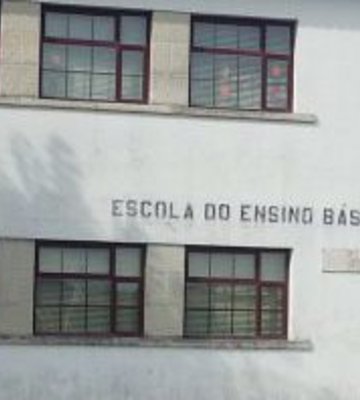 ESCOLA DO ENSINO BÁS